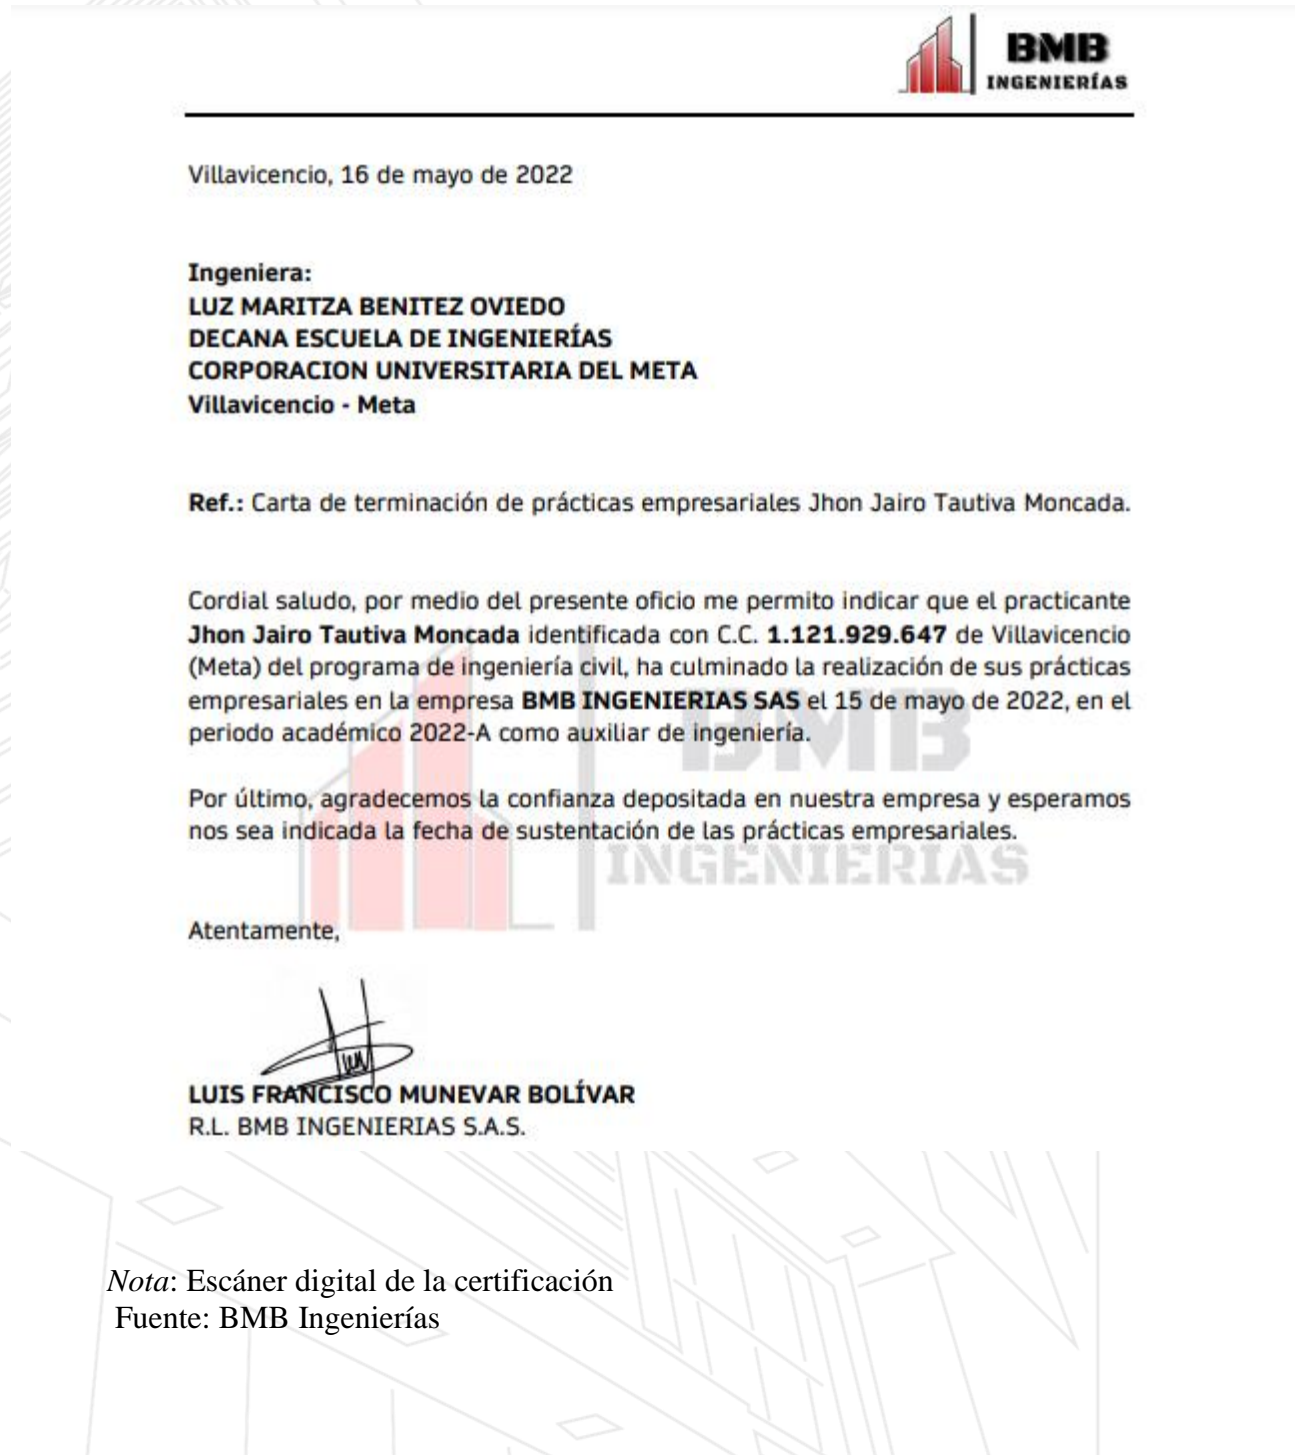 BMB
INGENIERÍAS
Villavicencio, 16 de mayo de 2022
Ingeniera:
LUZ MARITZA BENITEZ OVIEDO
DECANA ESCUELA DE INGENIERÍAS
CORPORACION UNIVERSITARIA DEL META
Villavicencio - Meta
Ref.: Carta de terminación de prácticas empresariales Jhon Jairo Tautiva Moncada.
Cordial saludo, por medio del presente oficio me permito indicar que el practicante
Jhon Jairo Tautiva Moncada identificada con C.C. 1.121.929.647 de Villavicencio
(Meta) del programa de ingeniería civil, ha culminado la realización de sus prácticas
empresariales en la empresa BMB INGENIERIAS SAS el 15 de mayo de 2022, en el
periodo académico 2022-A como auxiliar de ingeniería.
BMB
Por último, agradecemos la confianza depositada en nuestra empresa y esperamos
nos sea indicada la fecha de sustentación de las prácticas empresariales.
INGENIERIAS
Atentamente,
LUIS FRANCISCO MUNEVAR BOLÍVAR
R.L. BMB INGENIERIAS S.A.S.
Nota: Escáner digital de la certificación
Fuente: BMB Ingenierías